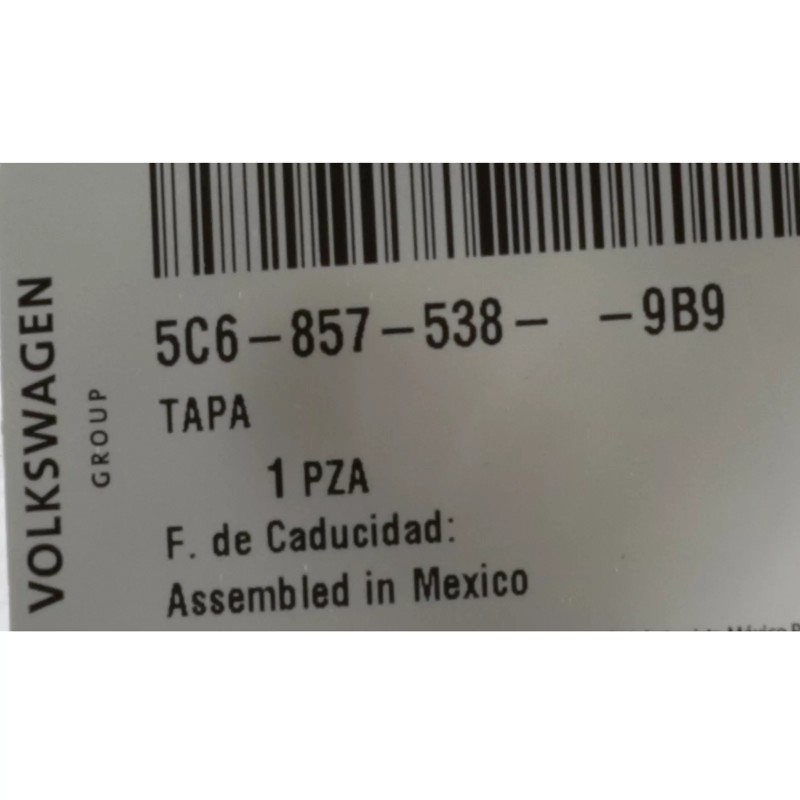 VOLKSWAGEN
GROUP
5C6-857-538- -9B9
TAPA
1 PZA
F. de Caducidad:
Assembled in Mexico